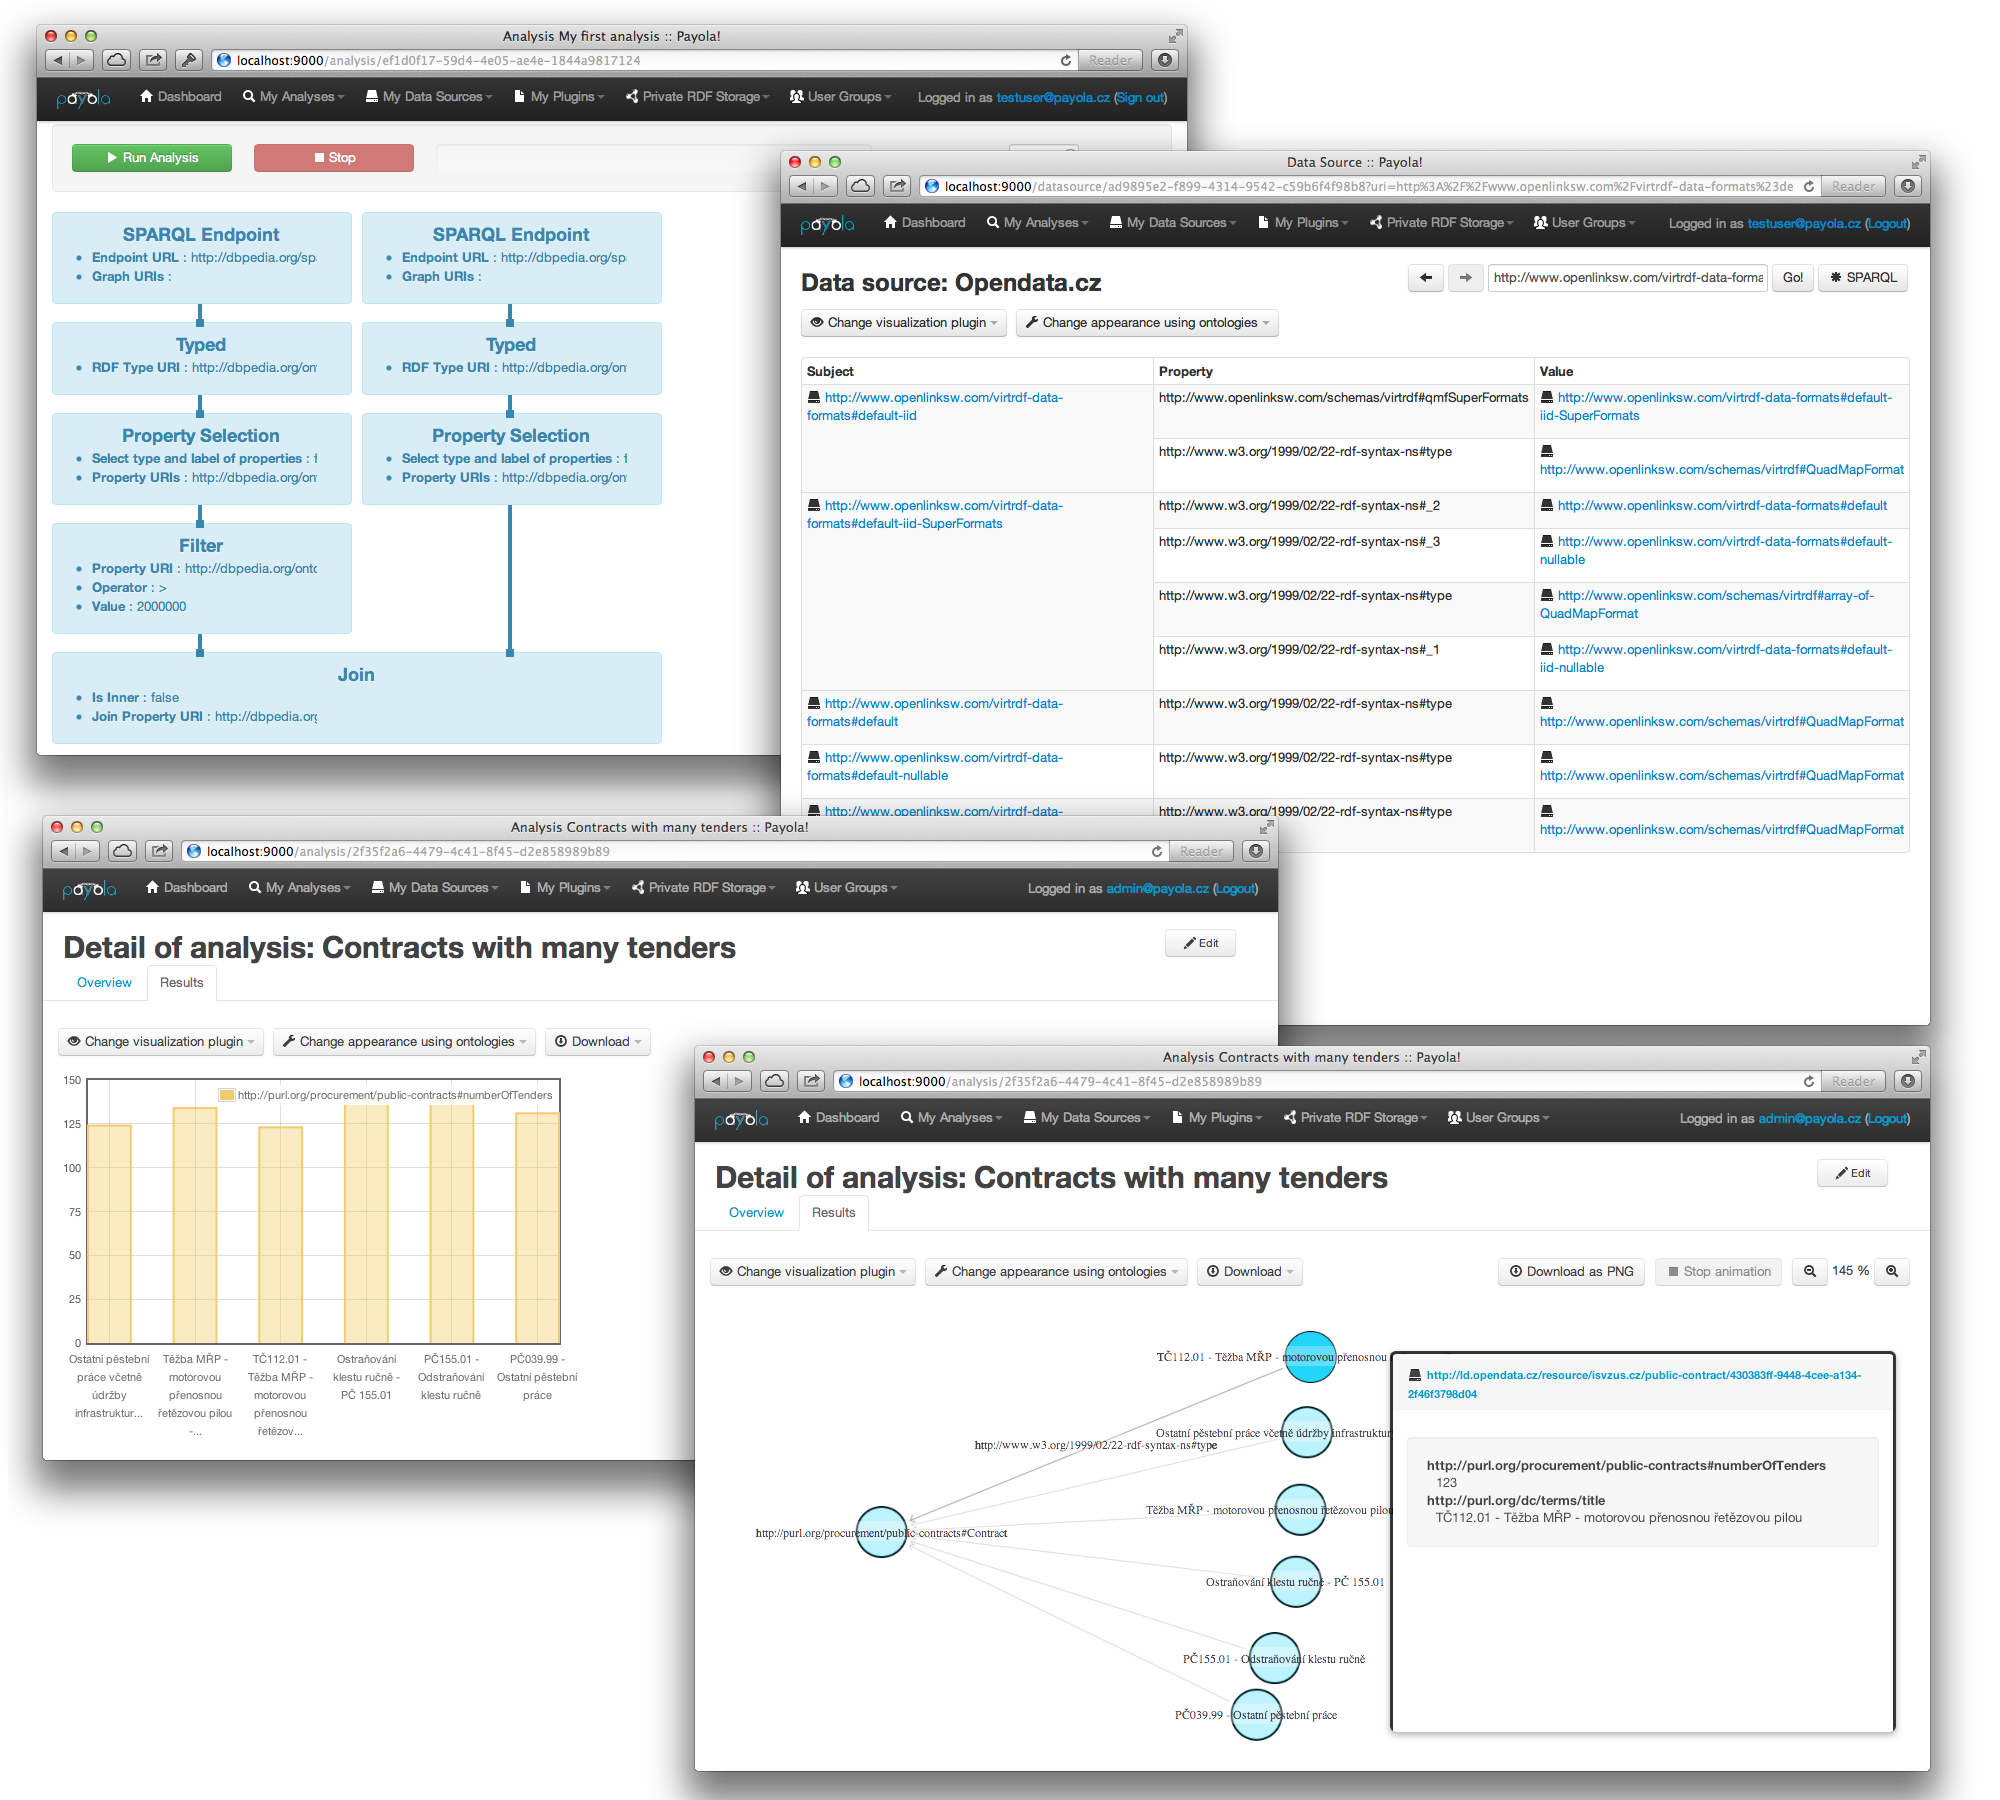 Analysis My first analysis :: Payola!
localhost:9000/analysis/ef1d0f17-59d4-4e05-ae4e-1844a9817124
Reader
payola Dashboard My Analyses My Data Sources My Plugins Private RDF Storage User Groups Logged in as testuser@payola.cz (Sign out)
Run Analysis Stop
SPARQL Endpoint
Endpoint URL : http://dbpedia.org/sp
Graph URIs :
SPARQL Endpoint
Endpoint URL : http://dbpedia.org/sp
Graph URIs :
Typed
RDF Type URI : http://dbpedia.org/on
Typed
RDF Type URI : http://dbpedia.org/on
Property Selection
Select type and label of properties :
Property URIs : http://dbpedia.org/on
Property Selection
Select type and label of properties :
Property URIs : http://dbpedia.org/on
Filter
Property URI : http://dbpedia.org/onto
Operator : >
Value : 2000000
Join
Is Inner : false
Join Property URI : http://dbpedia.org
Data Source :: Payola!
localhost:9000/datasource/ad9895e2-f899-4314-9542-c59b6f4f98b8?uri=http%3A%2F%2Fwww.openlinksw.com%2Fvirtrdf-data-formats%23de
Reader
payola Dashboard My Analyses My Data Sources My Plugins Private RDF Storage User Groups Logged in as testuser@payola.cz (Logout)
Data source: Opendata.cz
http://www.openlinksw.com/virtrdf-data-forma Go! SPARQL
Change visualization plugin Change appearance using ontologies
Subject Property Value
http://www.openlinksw.com/virtrdf-data-
formats#default-iid
http://www.openlinksw.com/schemas/virtrdf#qmfSuperFormats
http://www.openlinksw.com/virtrdf-data-formats#default-
iid-SuperFormats
http://www.w3.org/1999/02/22-rdf-syntax-ns#type
http://www.openlinksw.com/schemas/virtrdf#QuadMapFormat
http://www.openlinksw.com/virtrdf-data-
formats#default-iid-SuperFormats
http://www.w3.org/1999/02/22-rdf-syntax-ns#_2
http://www.openlinksw.com/virtrdf-data-formats#default
http://www.w3.org/1999/02/22-rdf-syntax-ns#_3
http://www.openlinksw.com/virtrdf-data-formats#default-
nullable
http://www.w3.org/1999/02/22-rdf-syntax-ns#type
http://www.openlinksw.com/schemas/virtrdf#array-of-
QuadMapFormat
http://www.w3.org/1999/02/22-rdf-syntax-ns#_1
http://www.openlinksw.com/virtrdf-data-formats#default-
iid-nullable
http://www.openlinksw.com/virtrdf-data-
formats#default
http://www.w3.org/1999/02/22-rdf-syntax-ns#type
http://www.openlinksw.com/schemas/virtrdf#QuadMapFormat
http://www.openlinksw.com/virtrdf-data-
formats#default-nullable
http://www.w3.org/1999/02/22-rdf-syntax-ns#type
http://www.openlinksw.com/schemas/virtrdf#QuadMapFormat
http://www.openlinksw.com/virtrdf-data-
http://www.w3.org/1999/02/22-rdf-syntax-ns#type
http://www.openlinksw.com/schemas/virtrdf#QuadMapFormat
Analysis Contracts with many tenders :: Payola!
localhost:9000/analysis/2f35f2a6-4479-4c41-8f45-d2e858989b89
Reader
payola Dashboard My Analyses My Data Sources My Plugins Private RDF Storage User Groups Logged in as admin@payola.cz (Logout)
Detail of analysis: Contracts with many tenders
Edit
Overview Results
Change visualization plugin Change appearance using ontologies Download
150
125
100
75
50
25
0
http://purl.org/procurement/public-contracts#numberOfTenders
Ostatní pěstební
práce včetně
údržby
infrastruktur...
Těžba MŘP -
motorovou
přenosnou
řetězovou pilou
-...
TČ112.01 -
Těžba MŘP -
motorovou
přenosnou
řetězov...
Ostraňování
klestu ručně -
PČ 155.01
PČ155.01 -
Odstraňování
klestu ručně
PČ039.99 -
Ostatní pěstební
práce
Analysis Contracts with many tenders :: Payola!
localhost:9000/analysis/2f35f2a6-4479-4c41-8f45-d2e858989b89
Reader
payola Dashboard My Analyses My Data Sources My Plugins Private RDF Storage User Groups Logged in as admin@payola.cz (Logout)
Detail of analysis: Contracts with many tenders
Edit
Overview Results
Change visualization plugin Change appearance using ontologies Download Download as PNG Stop animation 145 %
TČ112.01 - Těžba MŘP - motorovou přenosnou
Ostatní pěstební práce včetně údržby infrastruktur
http://www.w3.org/1999/02/22-rdf-syntax-ns#type
Těžba MŘP - motorovou přenosnou řetězovou pilou
http://purl.org/procurement/public-contracts#Contract
Ostraňování klestu ručně - PČ 155.01
PČ155.01 - Odstraňování klestu ručně
PČ039.99 - Ostatní pěstební práce
http://ld.opendata.cz/resource/isvzus.cz/public-contract/430383ff-9448-4cee-a134-
2f46f3798d04
http://purl.org/procurement/public-contracts#numberOfTenders
123
http://purl.org/dc/terms/title
TČ112.01 - Těžba MŘP - motorovou přenosnou řetězovou pilou